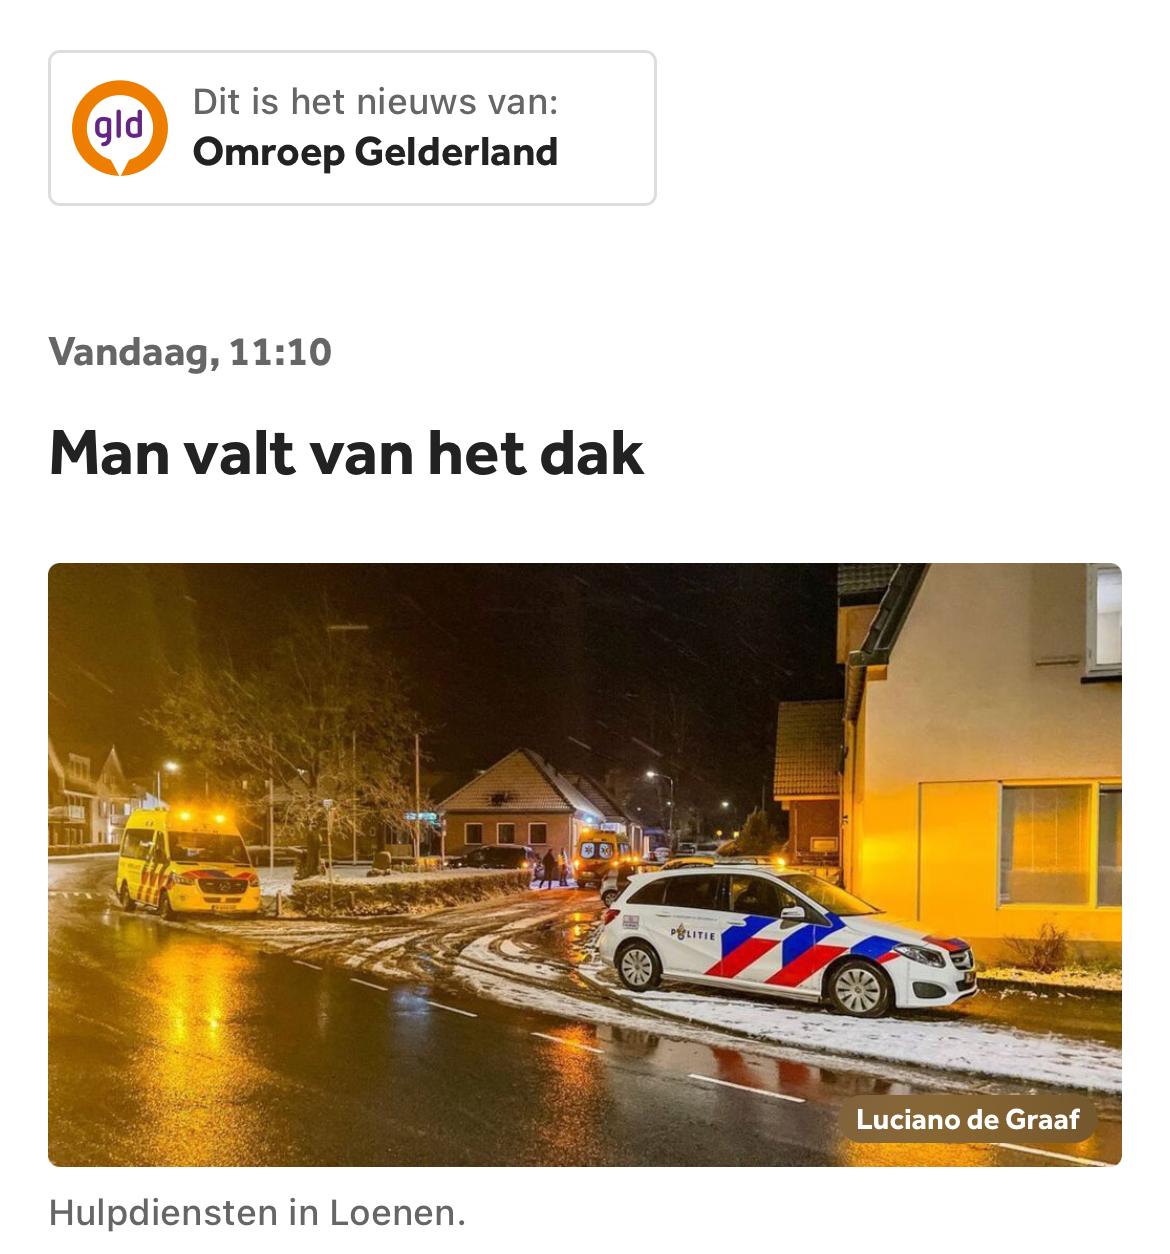 gld
Dit is het nieuws van:
Omroep Gelderland
Vandaag, 11:10
Man valt van het dak
POLITIE
Luciano de Graaf
Hulpdiensten in Loenen.